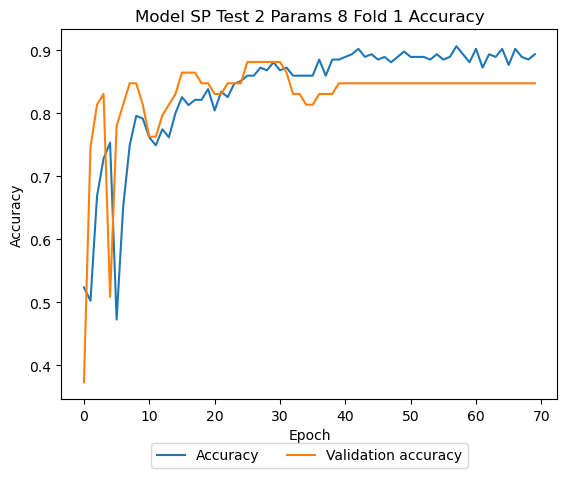 Model SP Test 2 Params 8 Fold 1 Accuracy
0.9
0.8
0.7
0.6
0.5
0.4
Accuracy
0 10 20 30 40 50 60 70
Epoch
Accuracy Validation accuracy